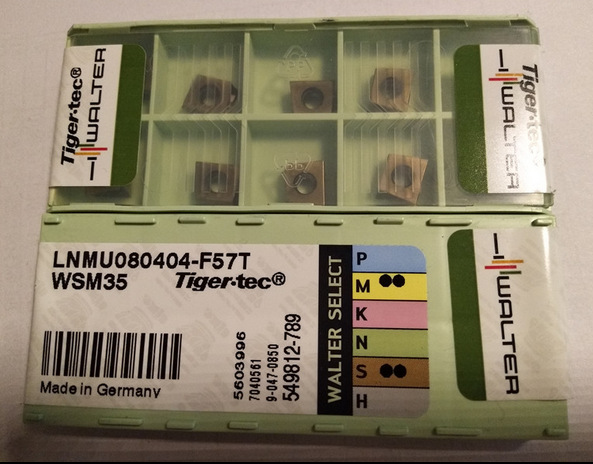 Tiger·tec®
WALTER
Tiger·tec®
WALTER
LNMU080404-F57T
WSM35 Tiger·tec®
Made in Germany
5603996
7040561
9-047-0850
549812-789
WALTER SELECT
P
M
K
N
S
H
WALTER